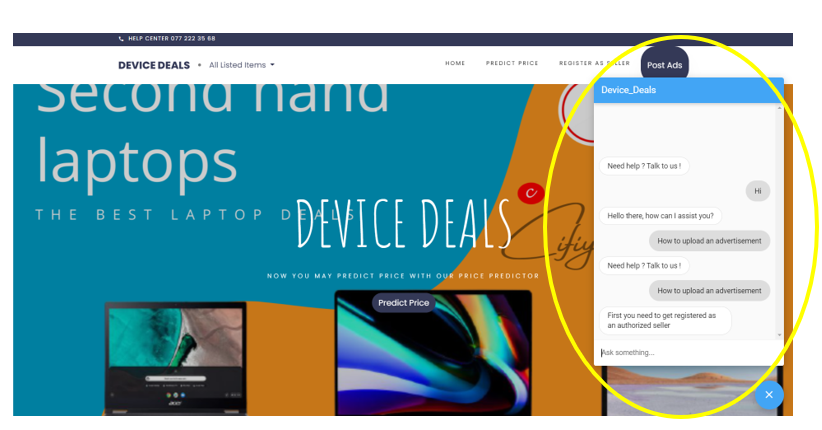 HELP CENTER 077 222 35 68
DEVICE DEALS • All Listed Items
HOME PREDICT PRICE REGISTER AS SELLER Post Ads
Second hand
laptops
THE BEST LAPTOP DEALS
DEVICE DEALS
NOW YOU MAY PREDICT PRICE WITH OUR PRICE PREDICTOR
Predict Price
acer
Device_Deals
Need help ? Talk to us !
Hi
Hello there, how can I assist you?
How to upload an advertisement
Need help ? Talk to us !
How to upload an advertisement
First you need to get registered as
an authorized seller
Ask something...